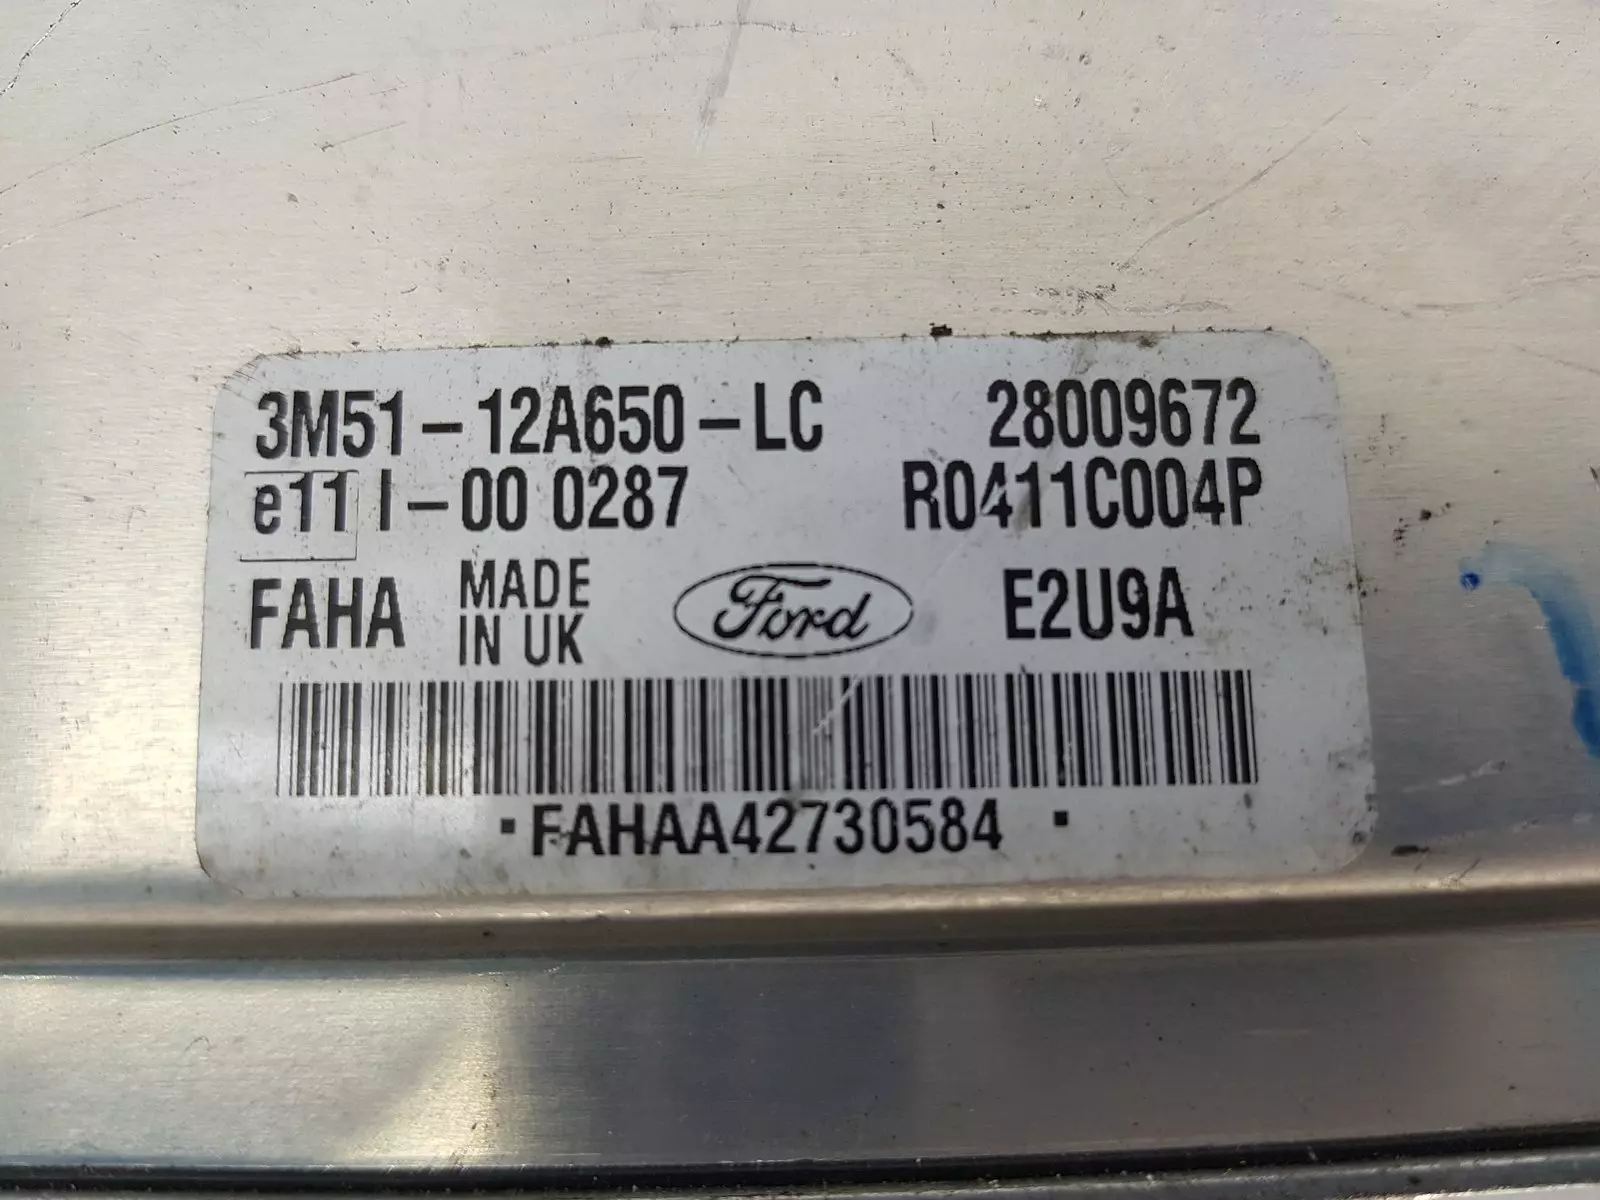 3M51-12A650-LC 28009672
e11 I-00 0287 R0411C004P
FAHA MADE IN UK Ford E2U9A
FAHAA42730584